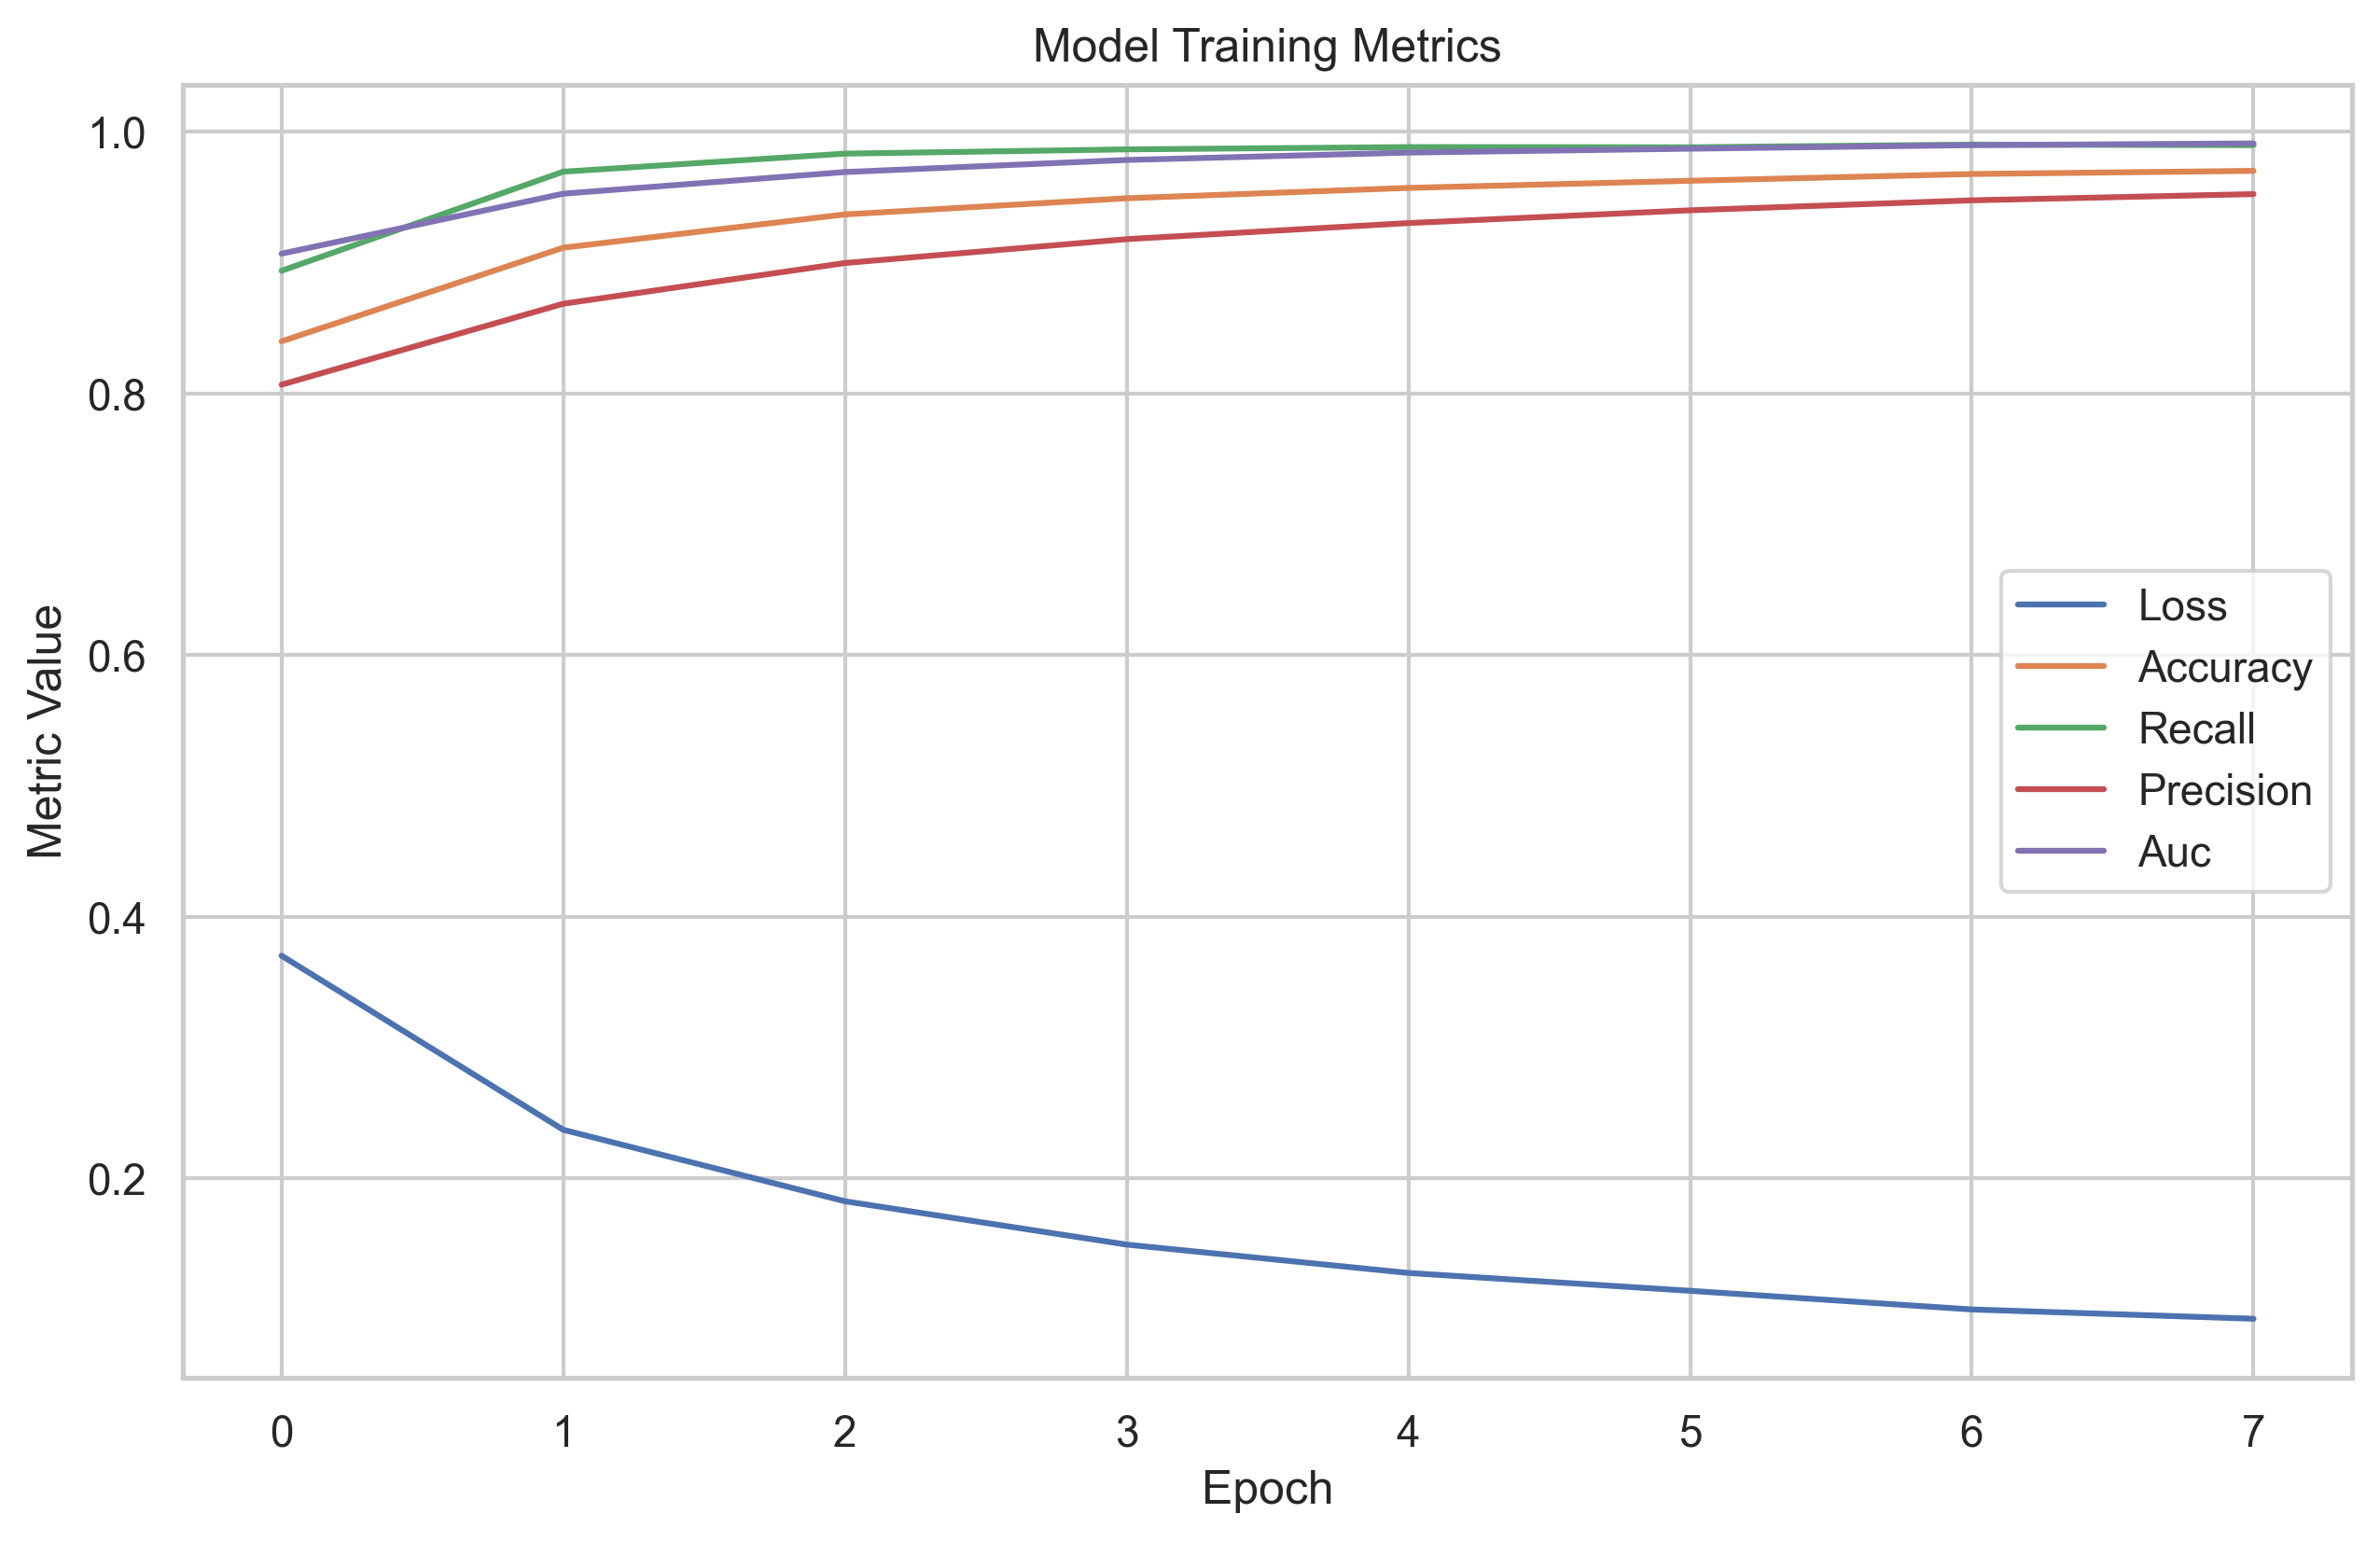 Model Training Metrics
1.0
0.8
0.6
0.4
0.2
Metric Value
Loss
Accuracy
Recall
Precision
Auc
0 1 2 3 4 5 6 7
Epoch